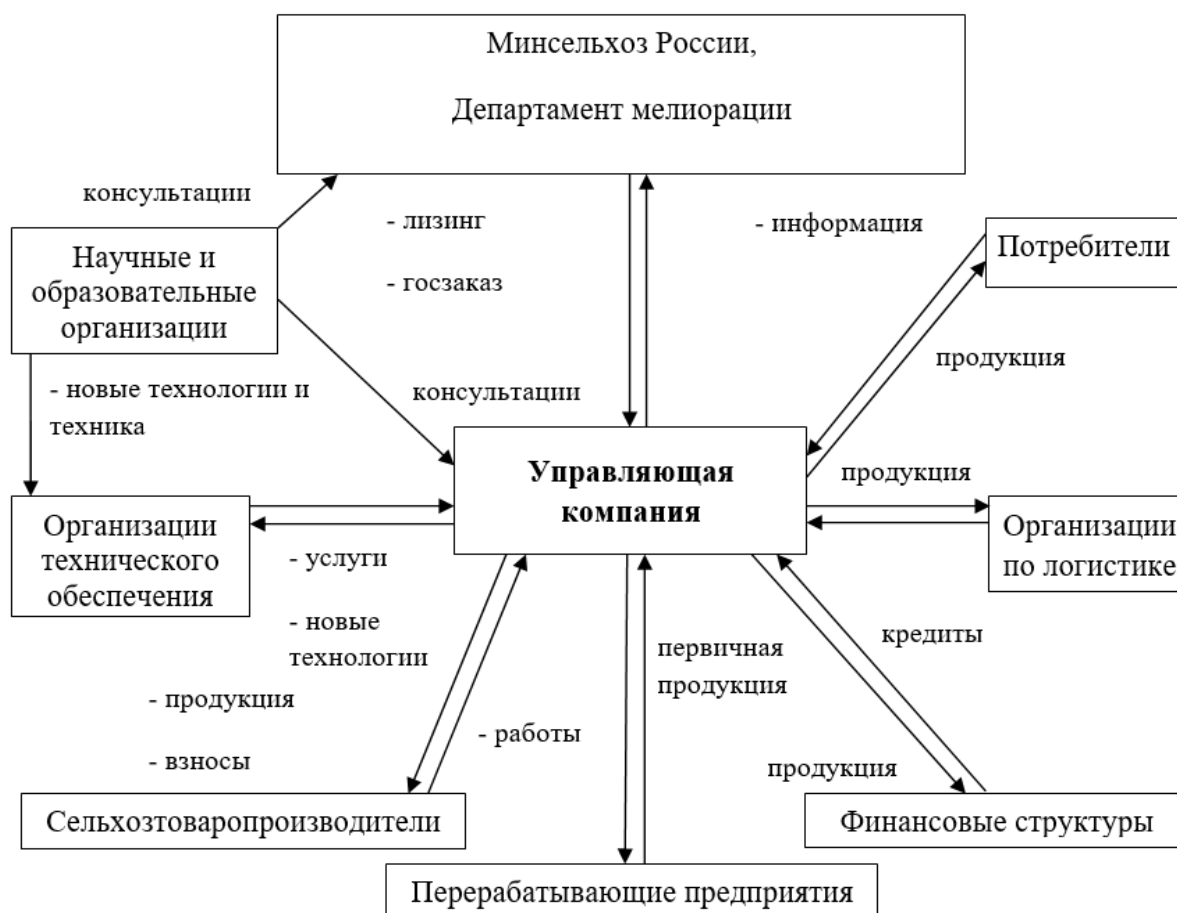 Минсельхоз России,
Департамент мелиорации
консультации
- лизинг
- информация
Научные и
образовательные
организации
- госзаказ
Потребители
продукция
- новые технологии и
техника
консультации
Управляющая
компания
продукция
Организации
технического
обеспечения
Организации
по логистике
- услуги
- новые
технологии
кредиты
первичная
продукция
- продукция
- работы
- взносы
продукция
Сельхозтоваропроизводители
Финансовые структуры
Перерабатывающие предприятия